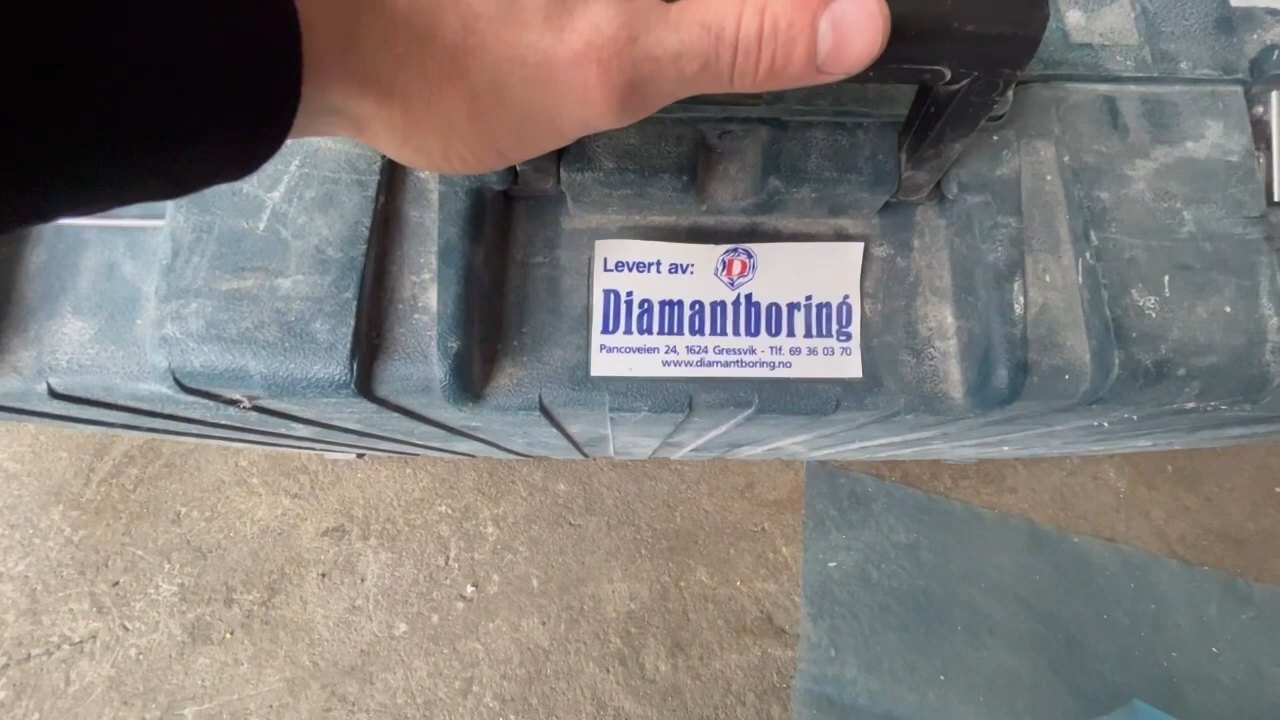 Levert av: D
Diamantboring
Pancoveien 24, 1624 Gressvik - Tlf. 69 36 03 70
www.diamantboring.no